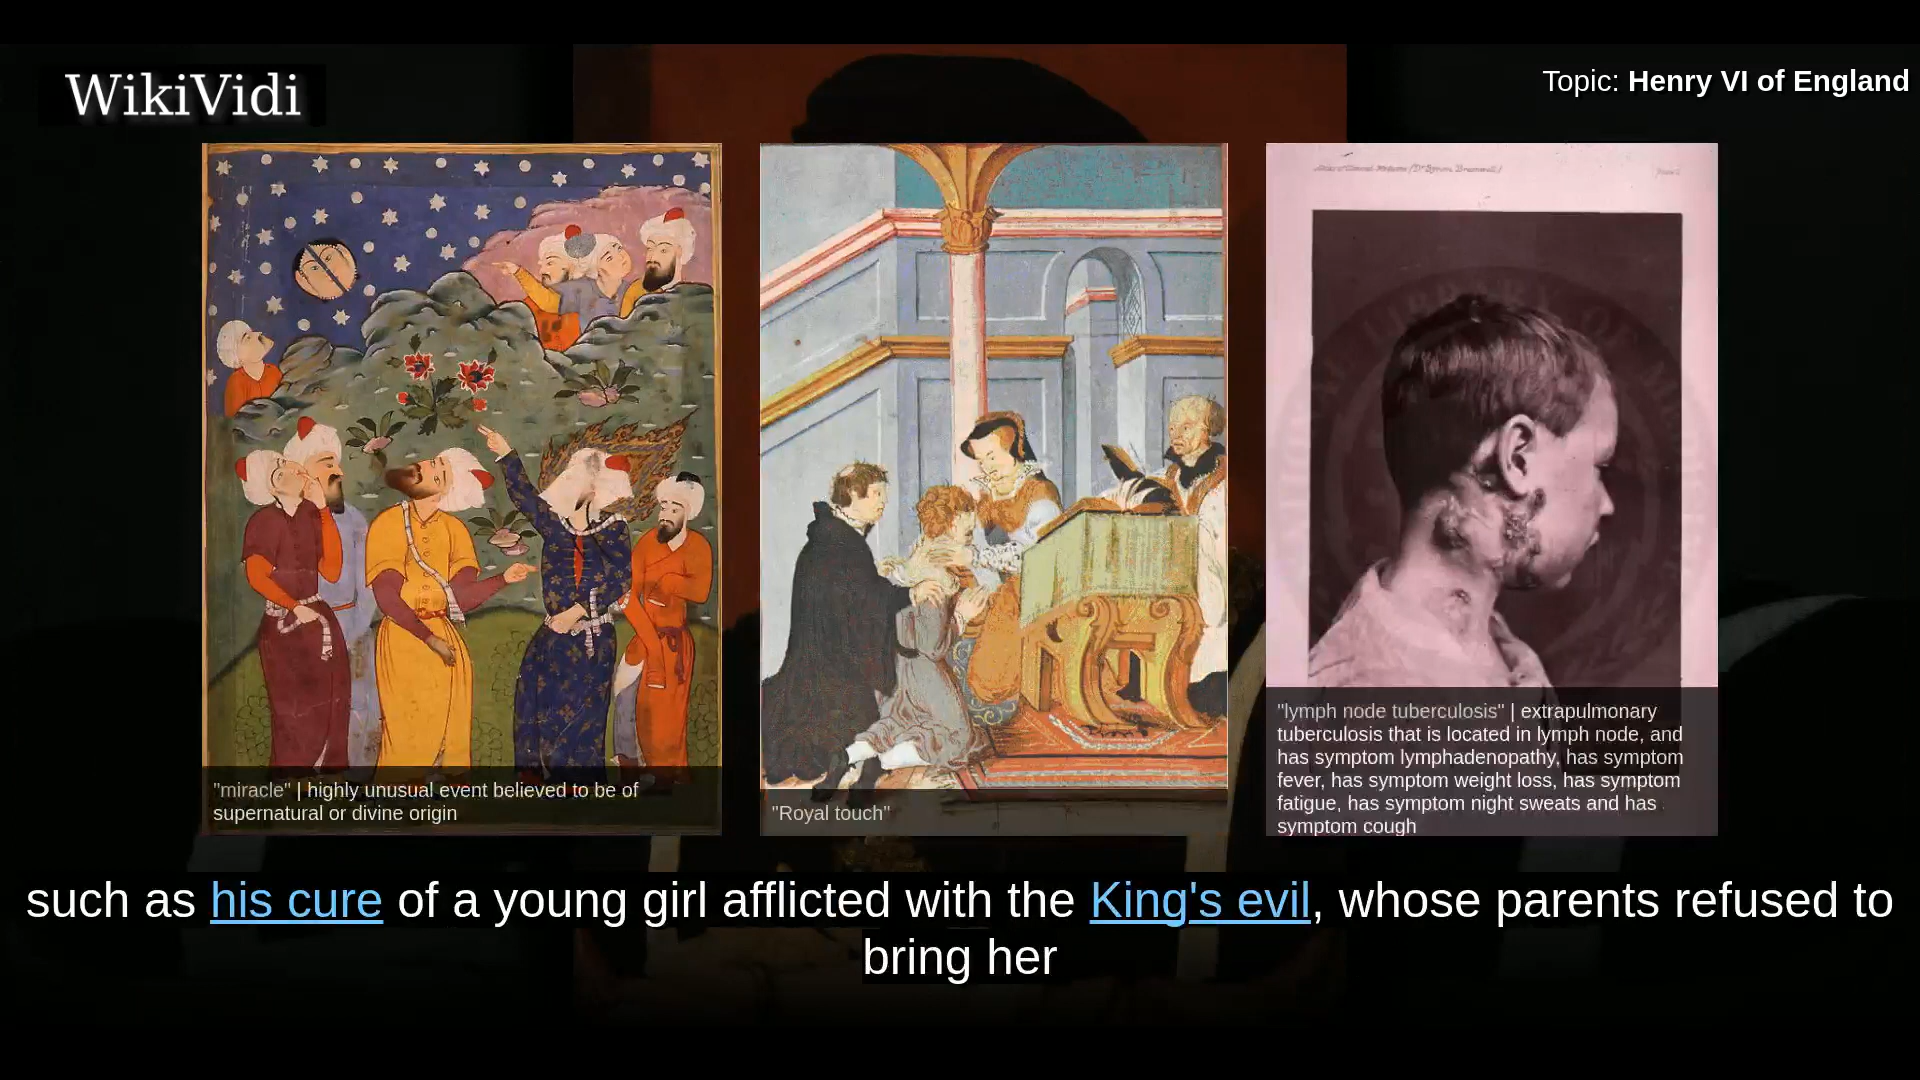 WikiVidi
Topic: Henry VI of England
"miracle" | highly unusual event believed to be of
supernatural or divine origin
"Royal touch"
"lymph node tuberculosis" | extrapulmonary
tuberculosis that is located in lymph node, and
has symptom lymphadenopathy, has symptom
fever, has symptom weight loss, has symptom
fatigue, has symptom night sweats and has
symptom cough
such as his cure of a young girl afflicted with the King's evil, whose parents refused to
bring her